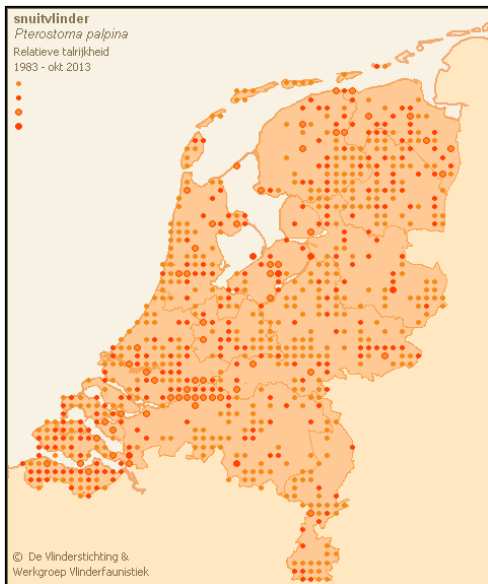 snuitvlinder
Pterostoma palpina
Relatieve talrijkheid
1983 - okt 2013
© De Vlinderstichting &
Werkgroep Vlinderfaunistiek